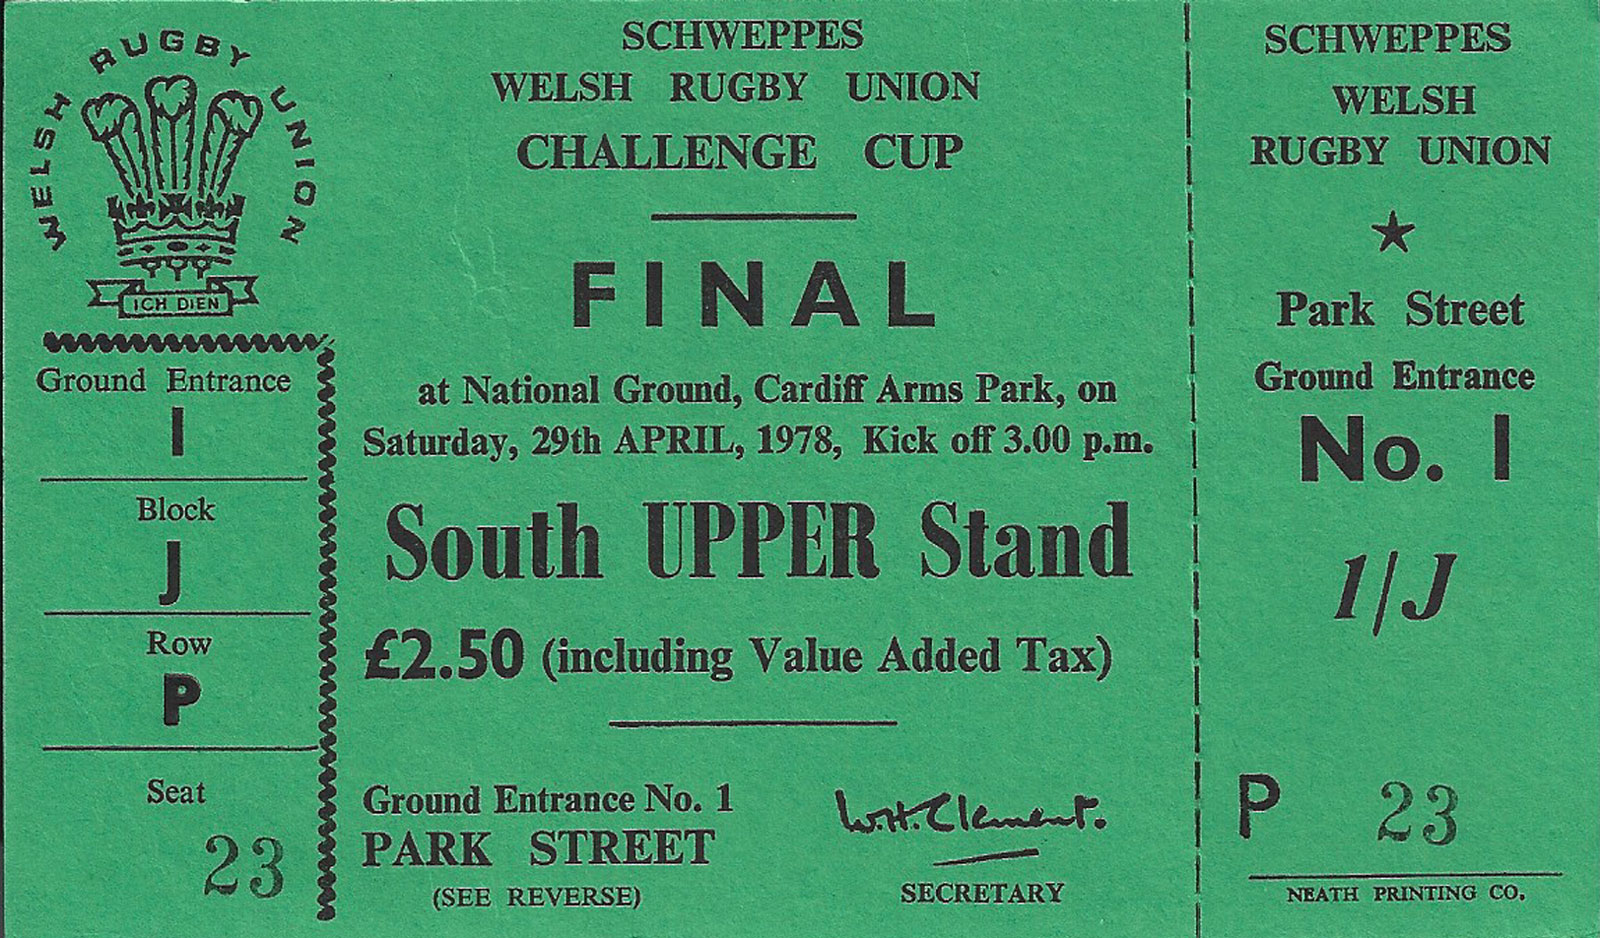 WELSH RUGBY UNION
ICH DIEN
Ground Entrance
1
Block
J
Row
P
Seat
23
SCHWEPPES
WELSH RUGBY UNION
CHALLENGE CUP
FINAL
at National Ground, Cardiff Arms Park, on
Saturday, 29th APRIL, 1978, Kick off 3.00 p.m.
South UPPER Stand
£2.50 (including Value Added Tax)
Ground Entrance No. 1
PARK STREET
(SEE REVERSE)
W.H.Clement.
SECRETARY
SCHWEPPES
WELSH
RUGBY UNION
Park Street
Ground Entrance
No. 1
1/J
P 23
NEATH PRINTING CO.